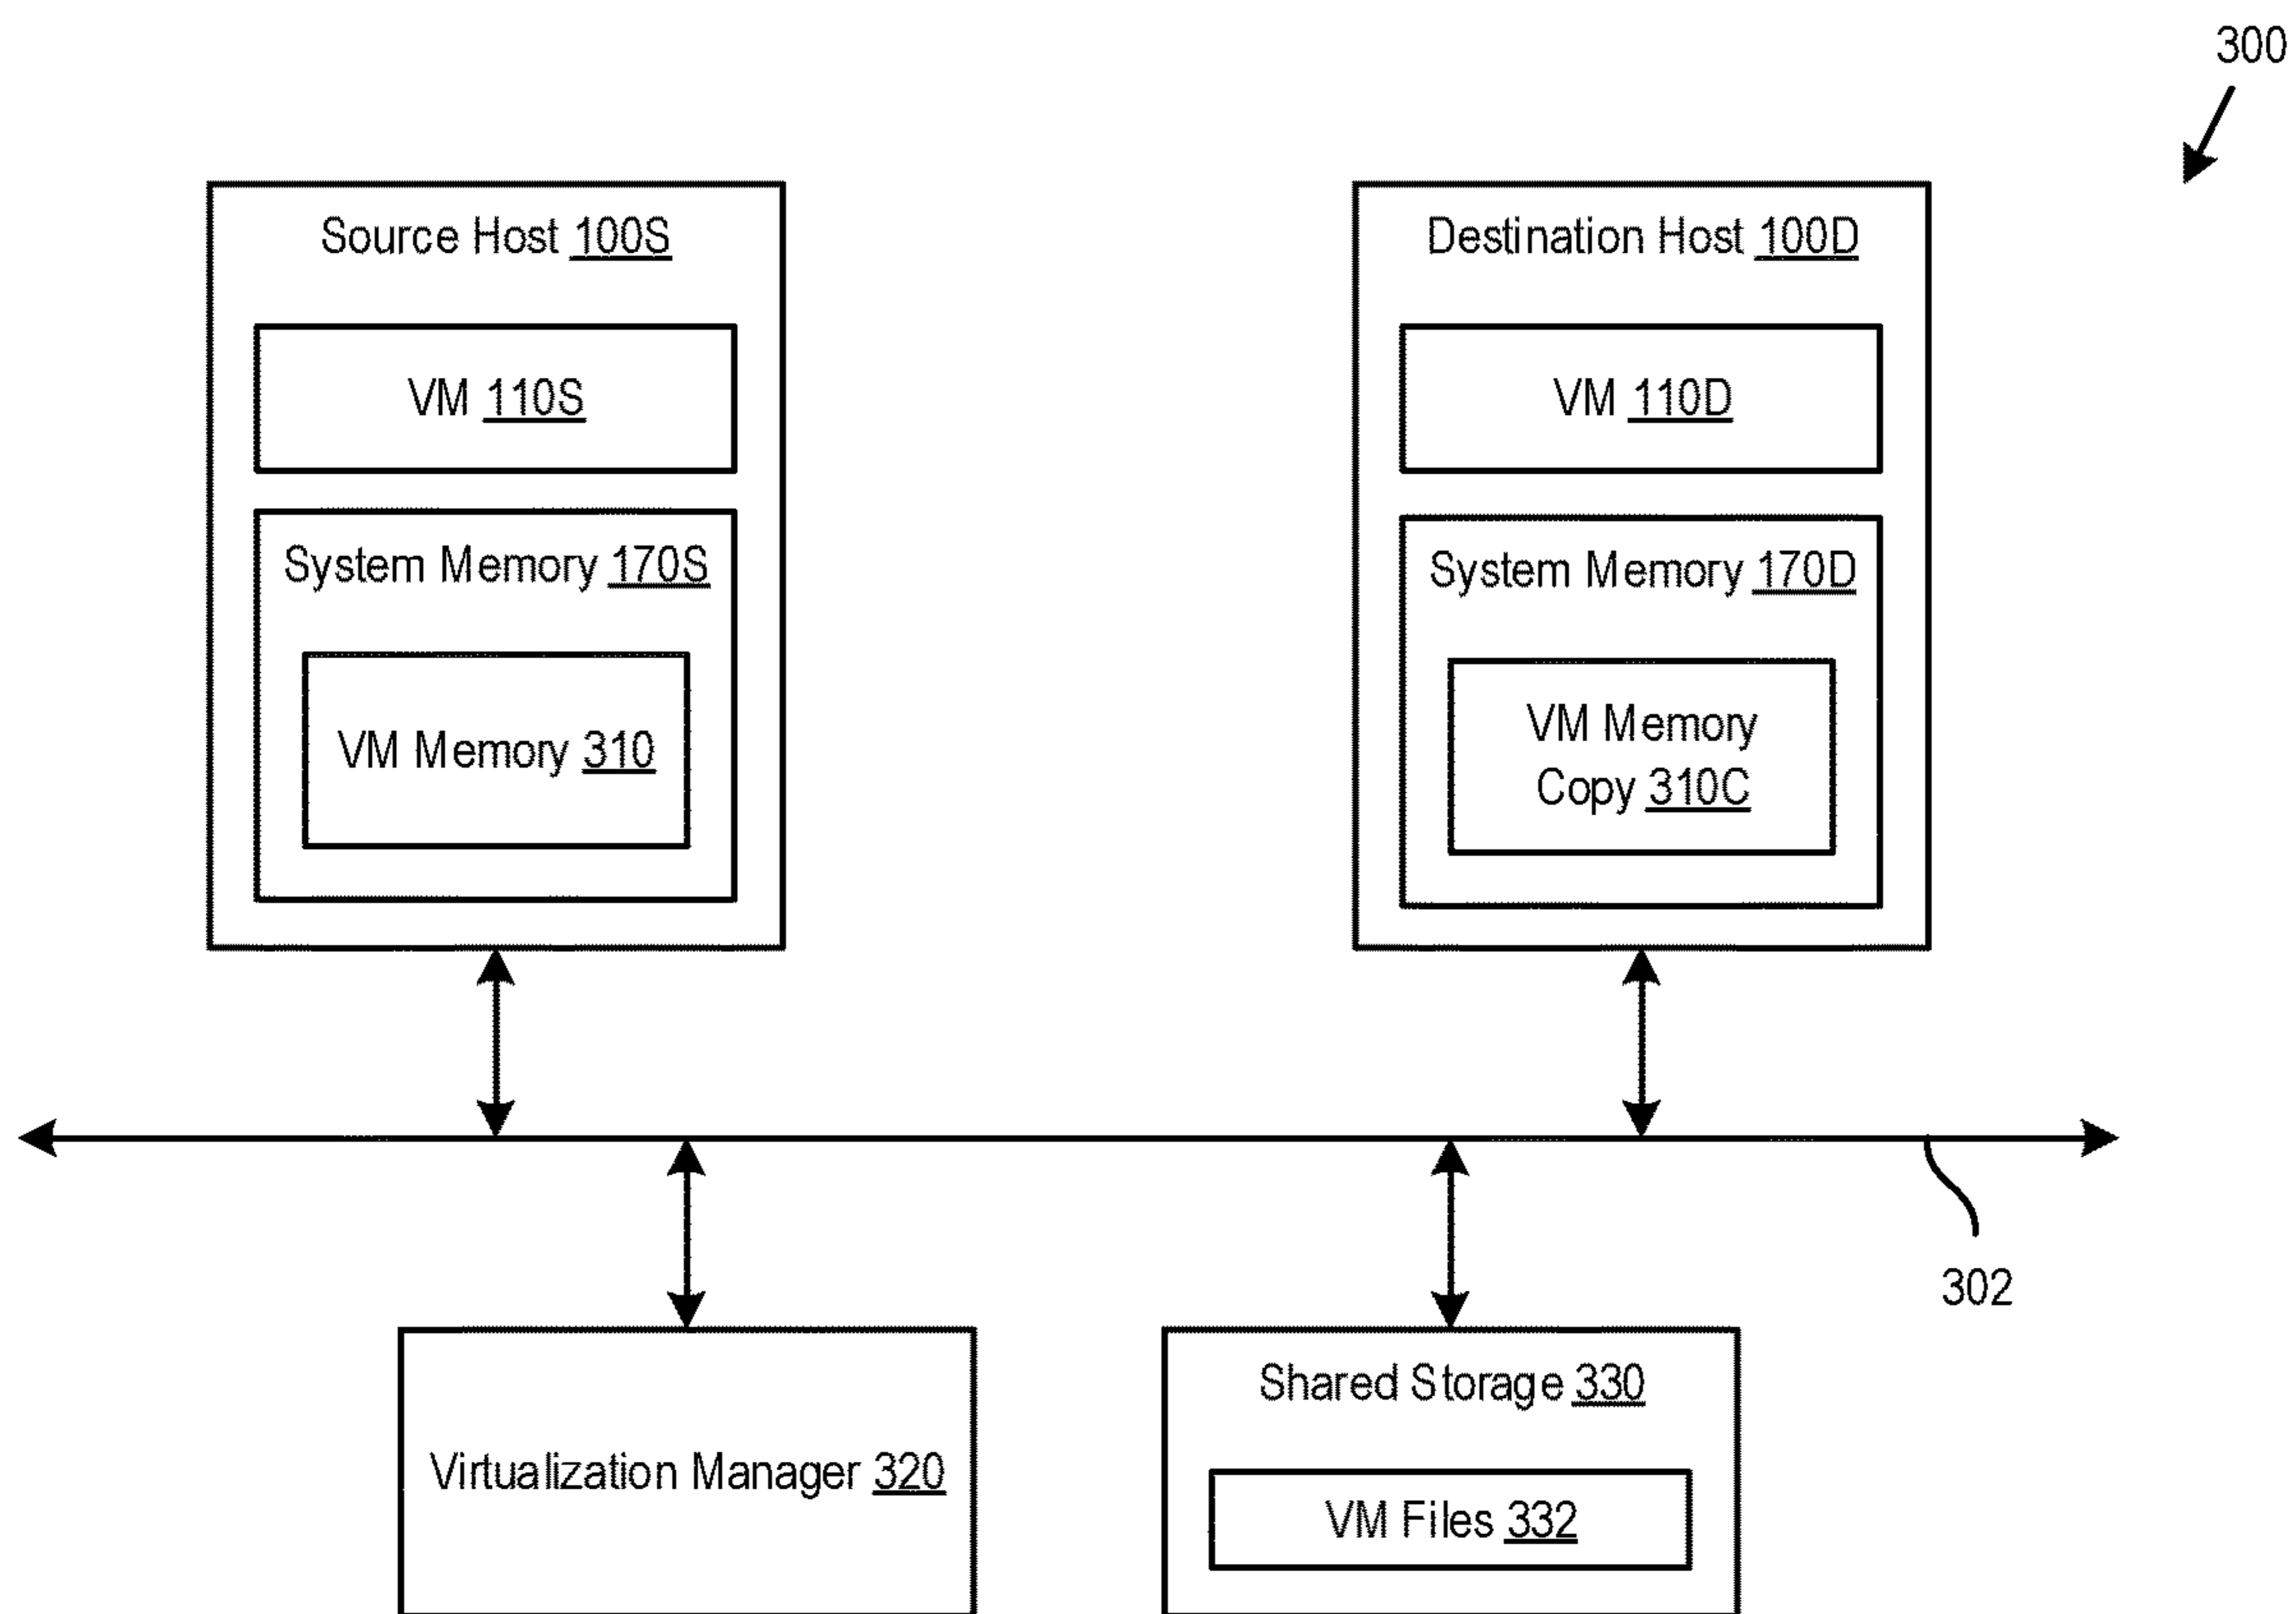 300
Source Host 100S
Destination Host 100D
VM 110S
VM 110D
System Memory 170S
System Memory 170D
VM Memory 310
VM Memory
Copy 310C
302
Virtualization Manager 320
Shared Storage 330
VM Files 332